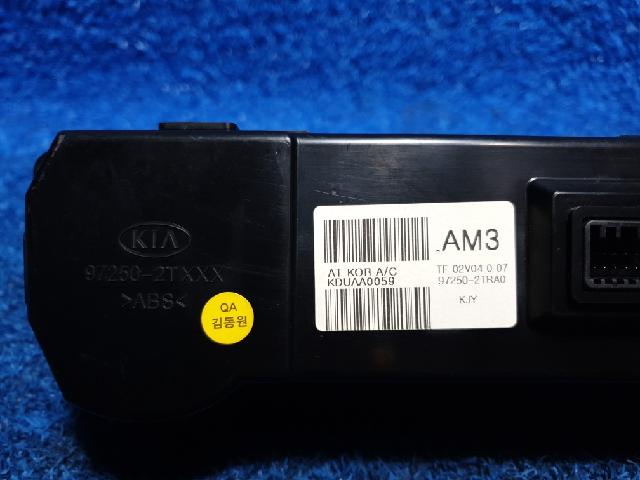 KIA
97250-2TXXX
>ABS<
QA
김동원
AM3
AT KOR A/C
KDUAA0059
TF 02V04 0.07
97250-2TRA0
KJY